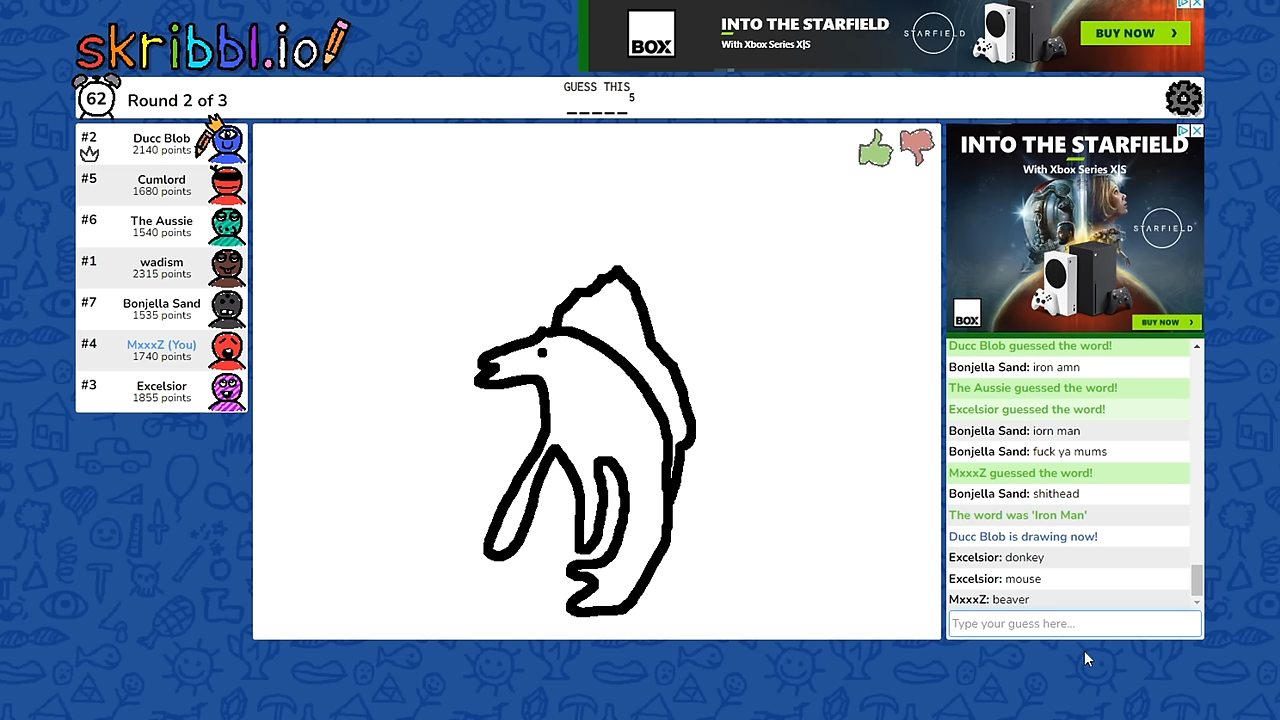 skribbl.io
BOX
INTO THE STARFIELD
With Xbox Series X|S
STARFIELD
BUY NOW
62
Round 2 of 3
GUESS THIS
5
_____
#2
Ducc Blob
2140 points
#5
Cumlord
1680 points
#6
The Aussie
1540 points
#1
wadism
2315 points
#7
Bonjella Sand
1535 points
#4
MxxxZ (You)
1740 points
#3
Excelsior
1855 points
INTO THE STARFIELD
With Xbox Series X|S
STARFIELD
BOX
BUY NOW
Ducc Blob guessed the word!
Bonjella Sand: iron amn
The Aussie guessed the word!
Excelsior guessed the word!
Bonjella Sand: iorn man
Bonjella Sand: fuck ya mums
MxxxZ guessed the word!
Bonjella Sand: shithead
The word was 'Iron Man'
Ducc Blob is drawing now!
Excelsior: donkey
Excelsior: mouse
MxxxZ: beaver
Type your guess here...